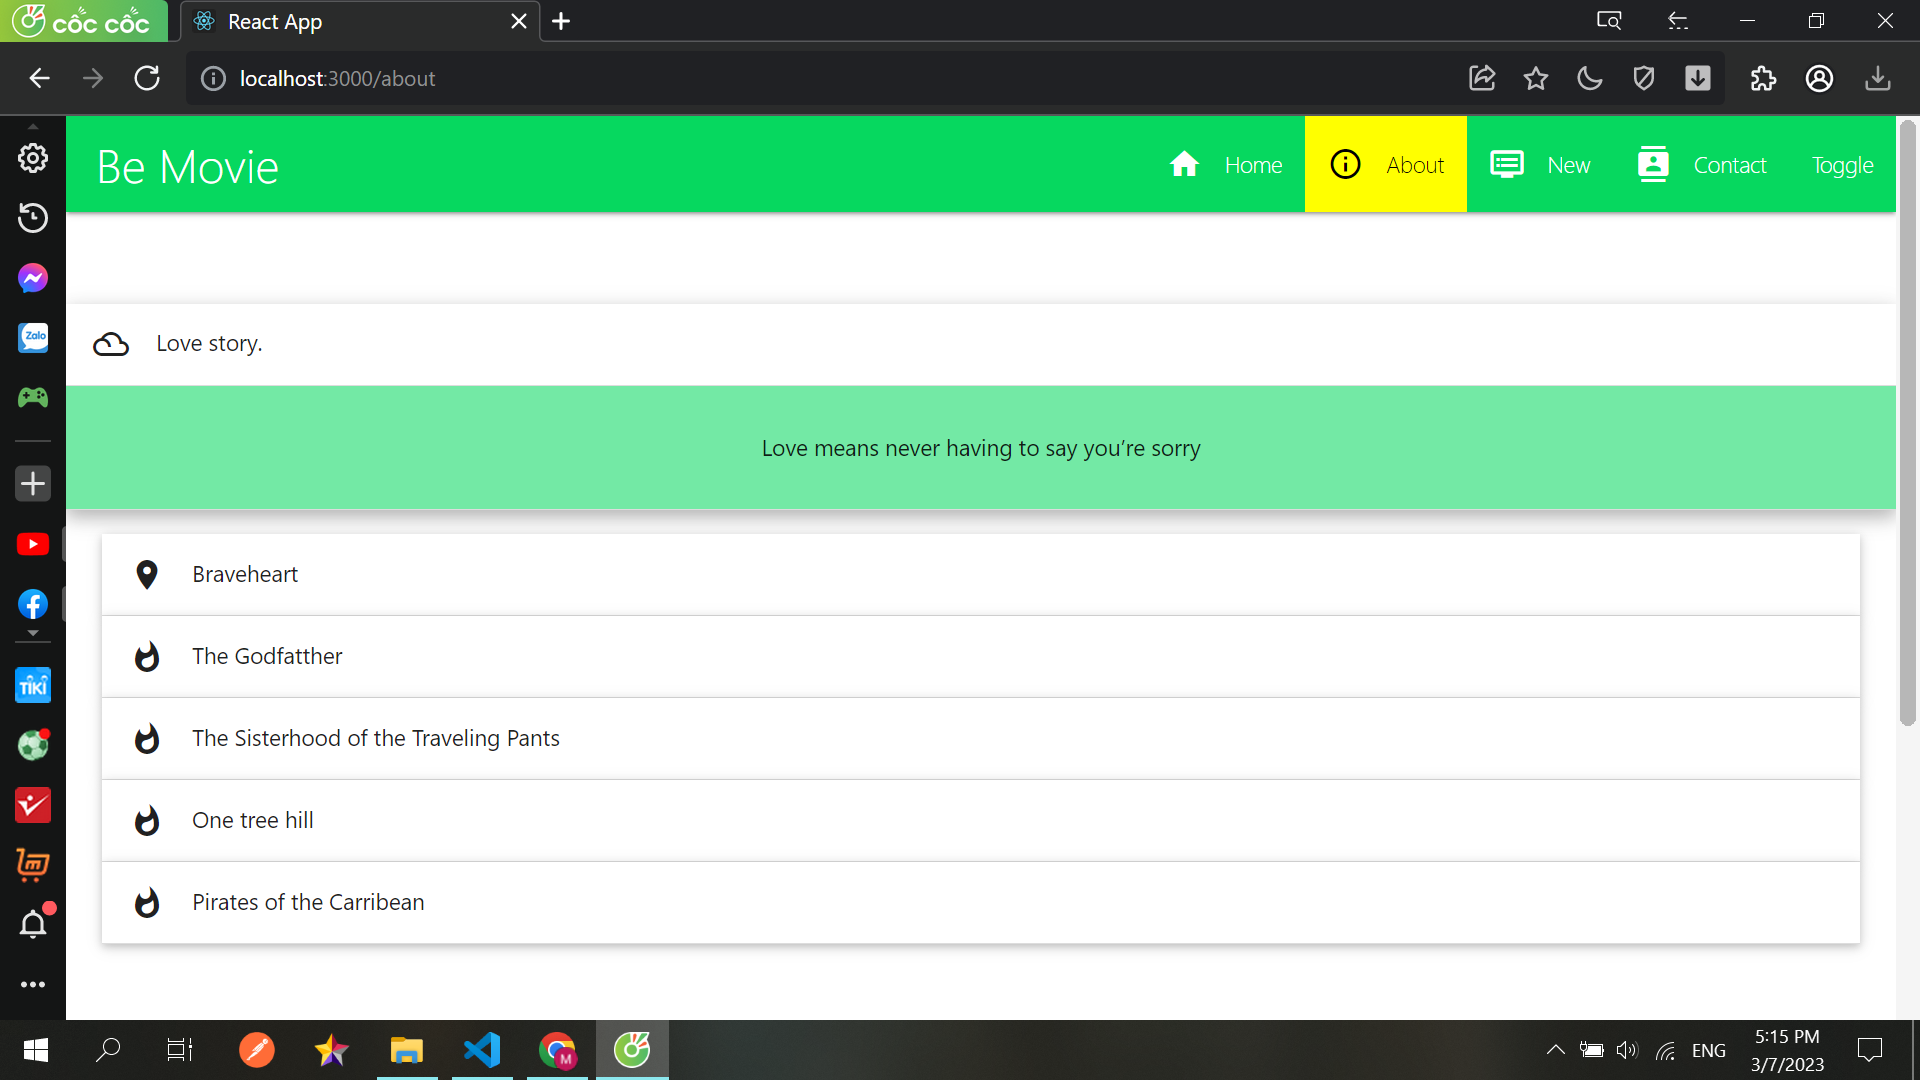 cốc cốc
React App
localhost:3000/about
Be Movie
Home
About
New
Contact
Toggle
Zalo
Love story.
Love means never having to say you’re sorry
Braveheart
The Godfatther
The Sisterhood of the Traveling Pants
One tree hill
Pirates of the Carribean
TIKI
M
ENG
5:15 PM
3/7/2023